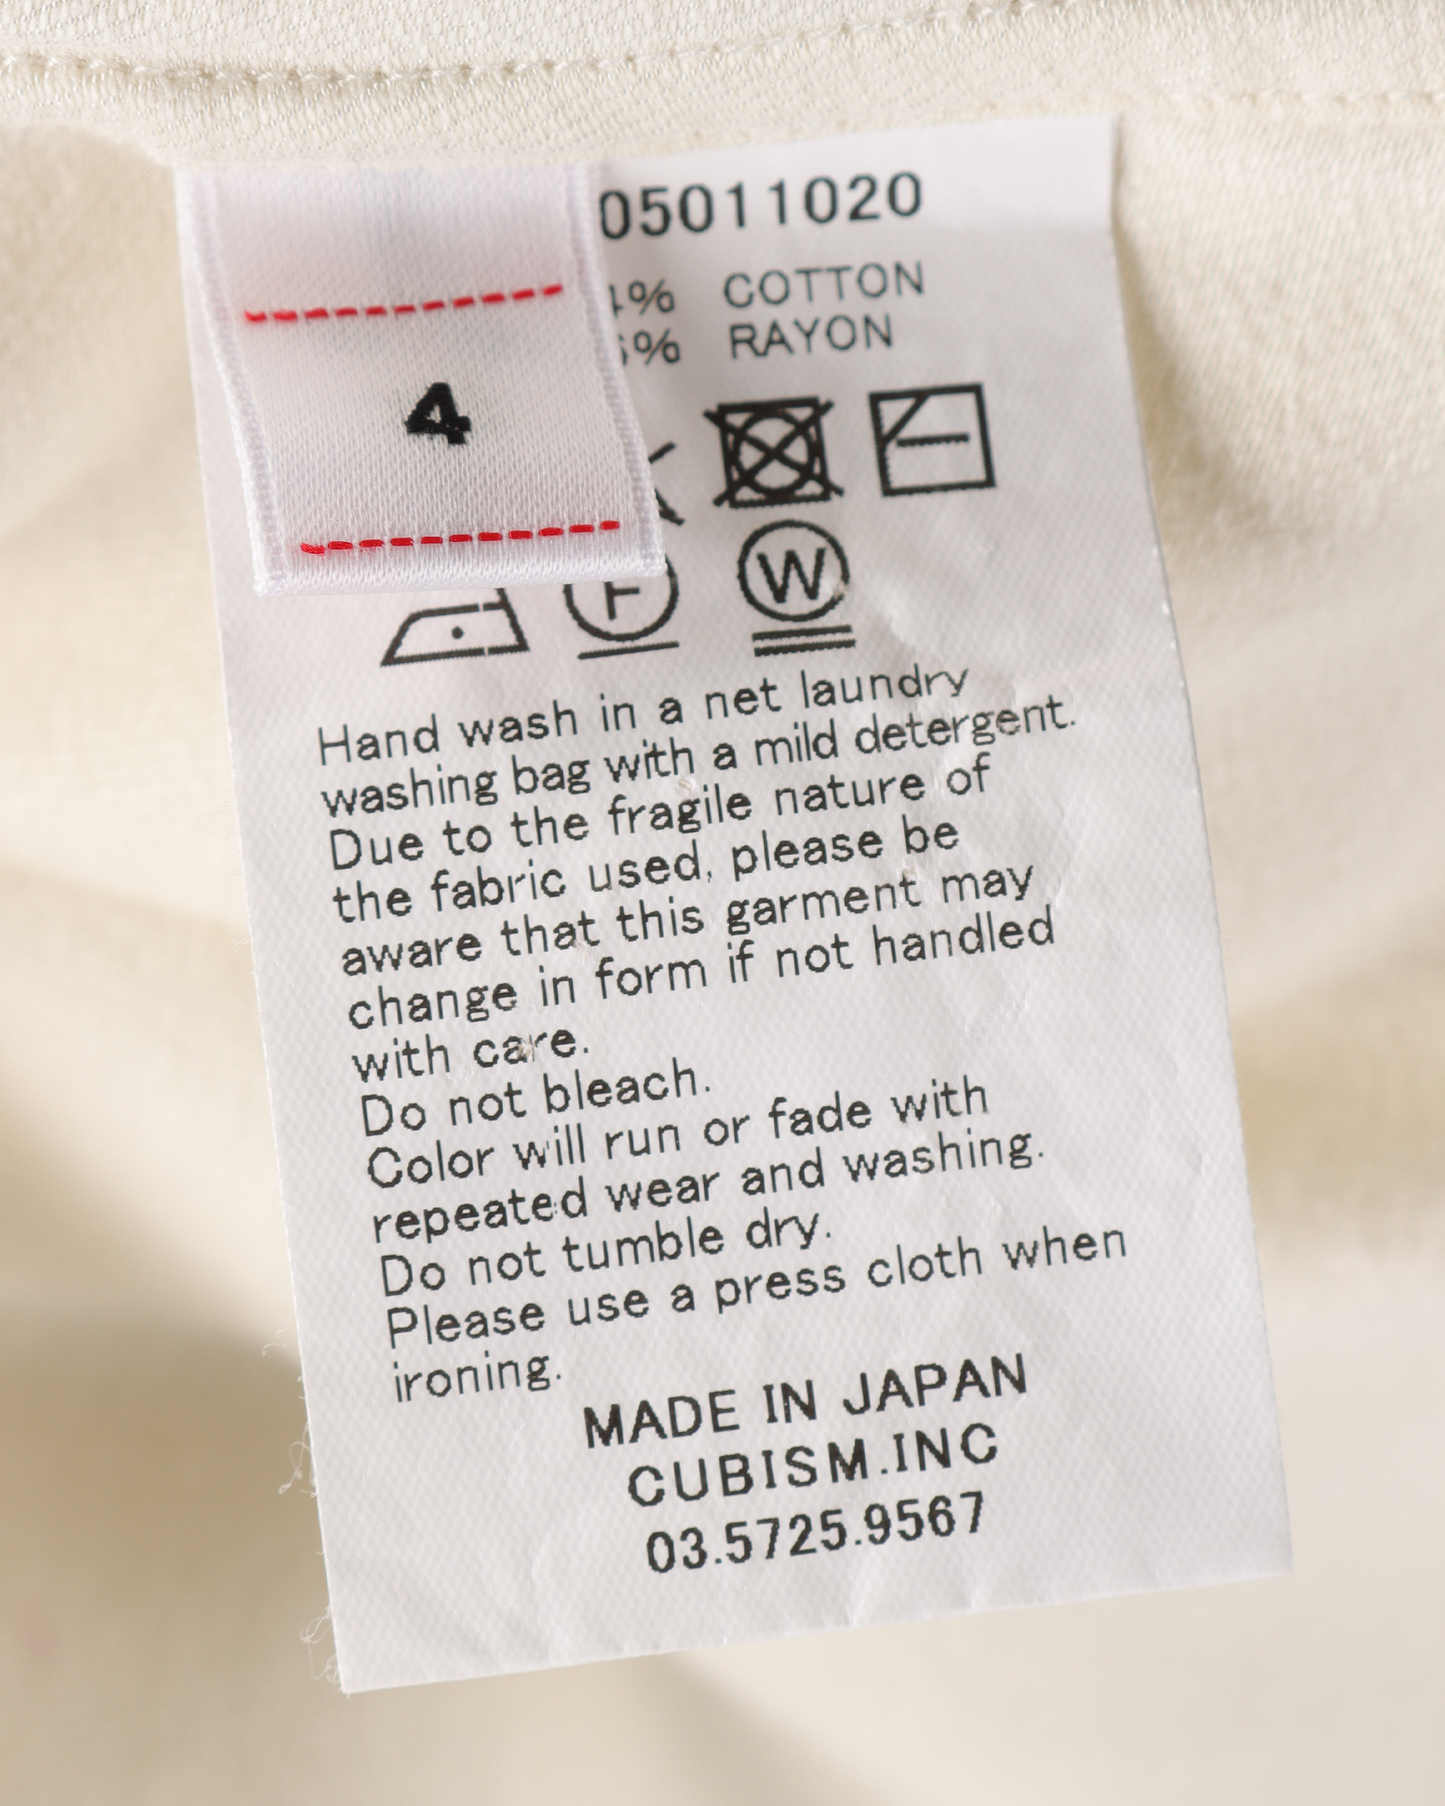 4
05011020
% COTTON
% RAYON
F W
Hand wash in a net laundry
washing bag with a mild detergent.
Due to the fragile nature of
the fabric used, please be
aware that this garment may
change in form if not handled
with care.
Do not bleach.
Color will run or fade with
repeated wear and washing.
Do not tumble dry.
Please use a press cloth when
ironing.
MADE IN JAPAN
CUBISM.INC
03.5725.9567